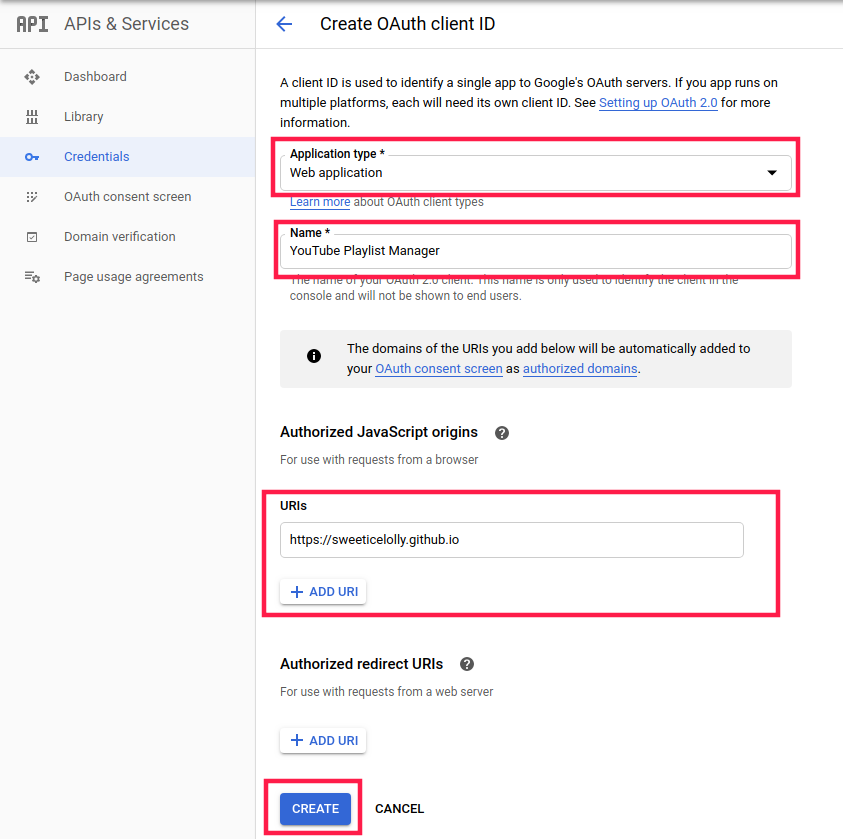 API APIs & Services
Dashboard
Library
Credentials
OAuth consent screen
Domain verification
Page usage agreements
Create OAuth client ID
A client ID is used to identify a single app to Google's OAuth servers. If you app runs on
multiple platforms, each will need its own client ID. See Setting up OAuth 2.0 for more
information.
Application type *
Web application
Learn more about OAuth client types
Name *
YouTube Playlist Manager
The name of your OAuth 2.0 client. This name is only used to identify the client in the
console and will not be shown to end users.
The domains of the URIs you add below will be automatically added to
your OAuth consent screen as authorized domains.
Authorized JavaScript origins
For use with requests from a browser
URIs
https://sweeticelolly.github.io
ADD URI
Authorized redirect URIs
For use with requests from a web server
ADD URI
CREATE CANCEL